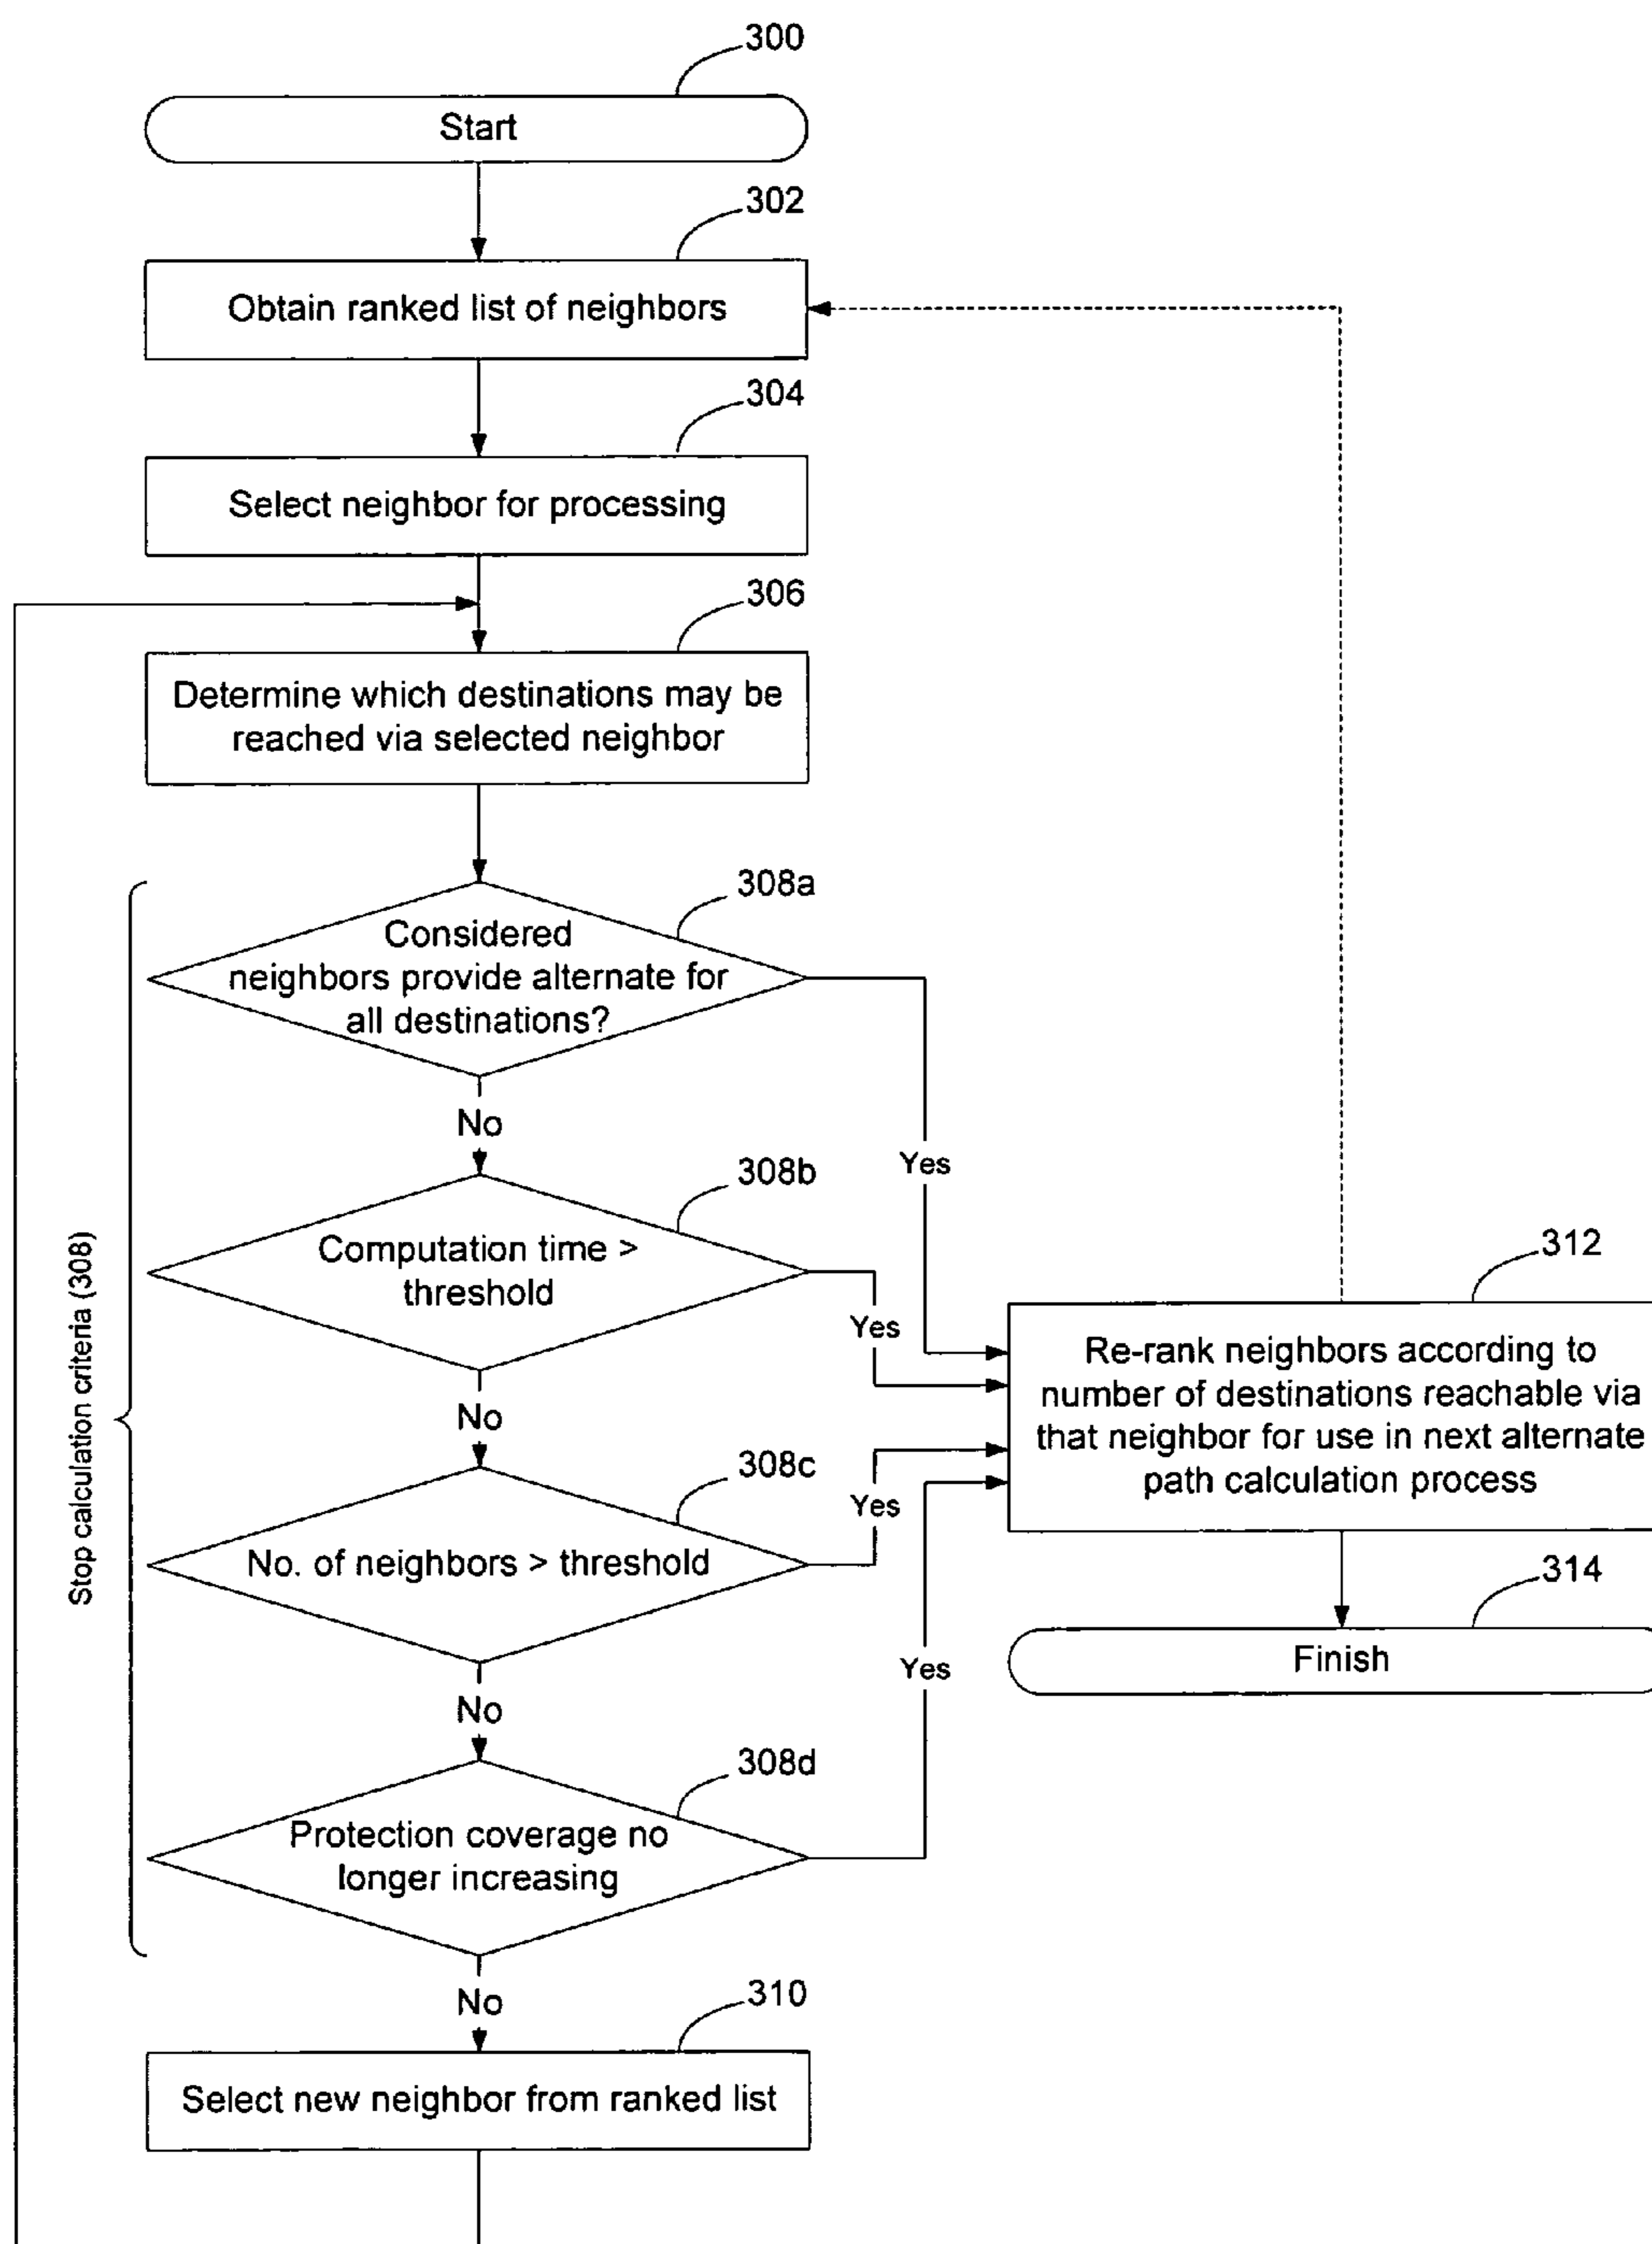 300
Start
302
Obtain ranked list of neighbors
304
Select neighbor for processing
306
Determine which destinations may be
reached via selected neighbor
308a
Considered
neighbors provide alternate for
all destinations?
No
Yes
308b
Computation time >
threshold
Yes
No
Stop calculation criteria (308)
308c
No. of neighbors > threshold
Yes
No
308d
Protection coverage no
longer increasing
Yes
No
310
Select new neighbor from ranked list
312
Re-rank neighbors according to
number of destinations reachable via
that neighbor for use in next alternate
path calculation process
314
Finish